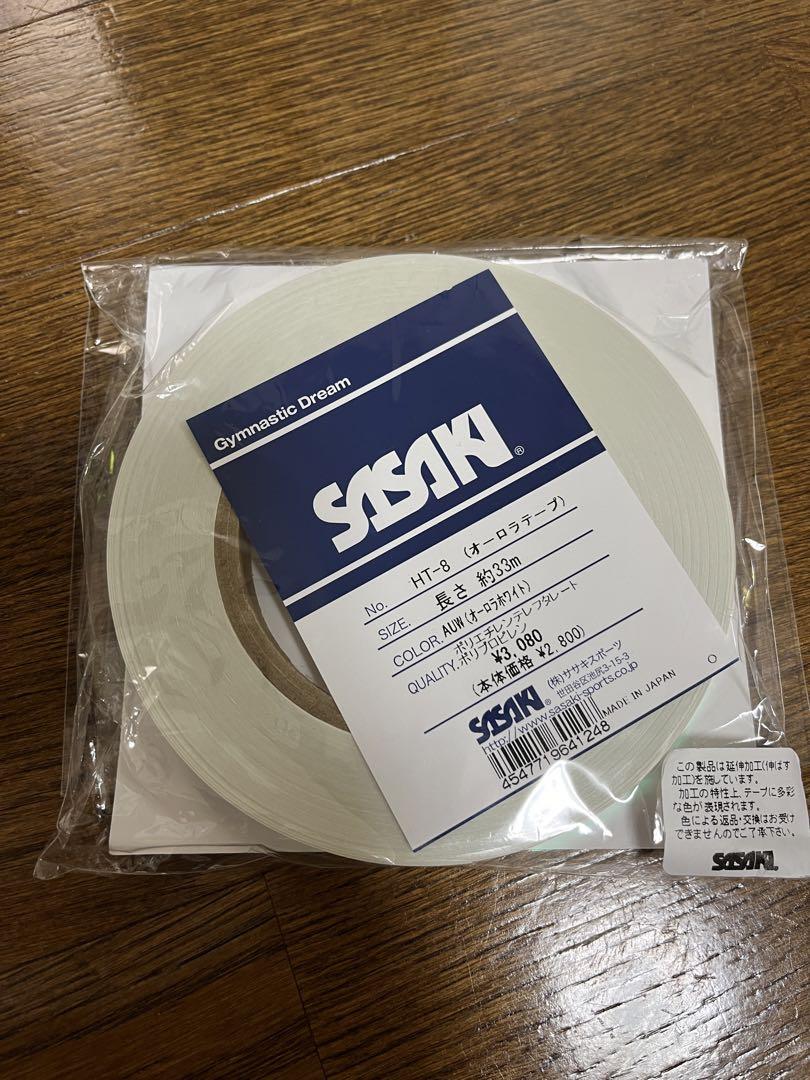 Gymnastic Dream
SASAKI®
No. HT-8 (オーロラテープ)
SIZE. 長さ 約33m
COLOR. AUW(オーロラホワイト)
ポリエチレンテレフタレート
QUALITY. ポリプロピレン
¥3,080
(本体価格 ¥2,800)
SASAKI® (株)ササキスポーツ
世田谷区池尻3-15-3
http://www.sasaki-sports.co.jp
MADE IN JAPAN
4547719641248
この製品は延伸加工(伸ばす
加工)を施しています。
加工の特性上、テープに多彩
な色が表現されます。
色による返品・交換はお受け
できませんのでご了承下さい。
SASAKI®